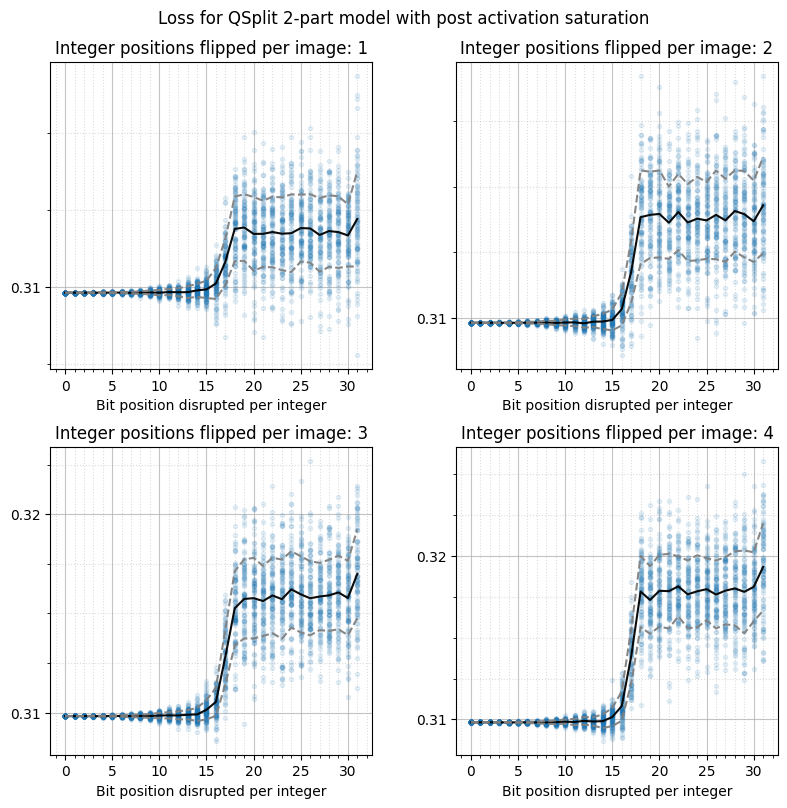 Loss for QSplit 2-part model with post activation saturation
Integer positions flipped per image: 1
0.31
0 5 10 15 20 25 30
Bit position disrupted per integer
Integer positions flipped per image: 2
0.31
0 5 10 15 20 25 30
Bit position disrupted per integer
Integer positions flipped per image: 3
0.32
0.31
0 5 10 15 20 25 30
Bit position disrupted per integer
Integer positions flipped per image: 4
0.32
0.31
0 5 10 15 20 25 30
Bit position disrupted per integer